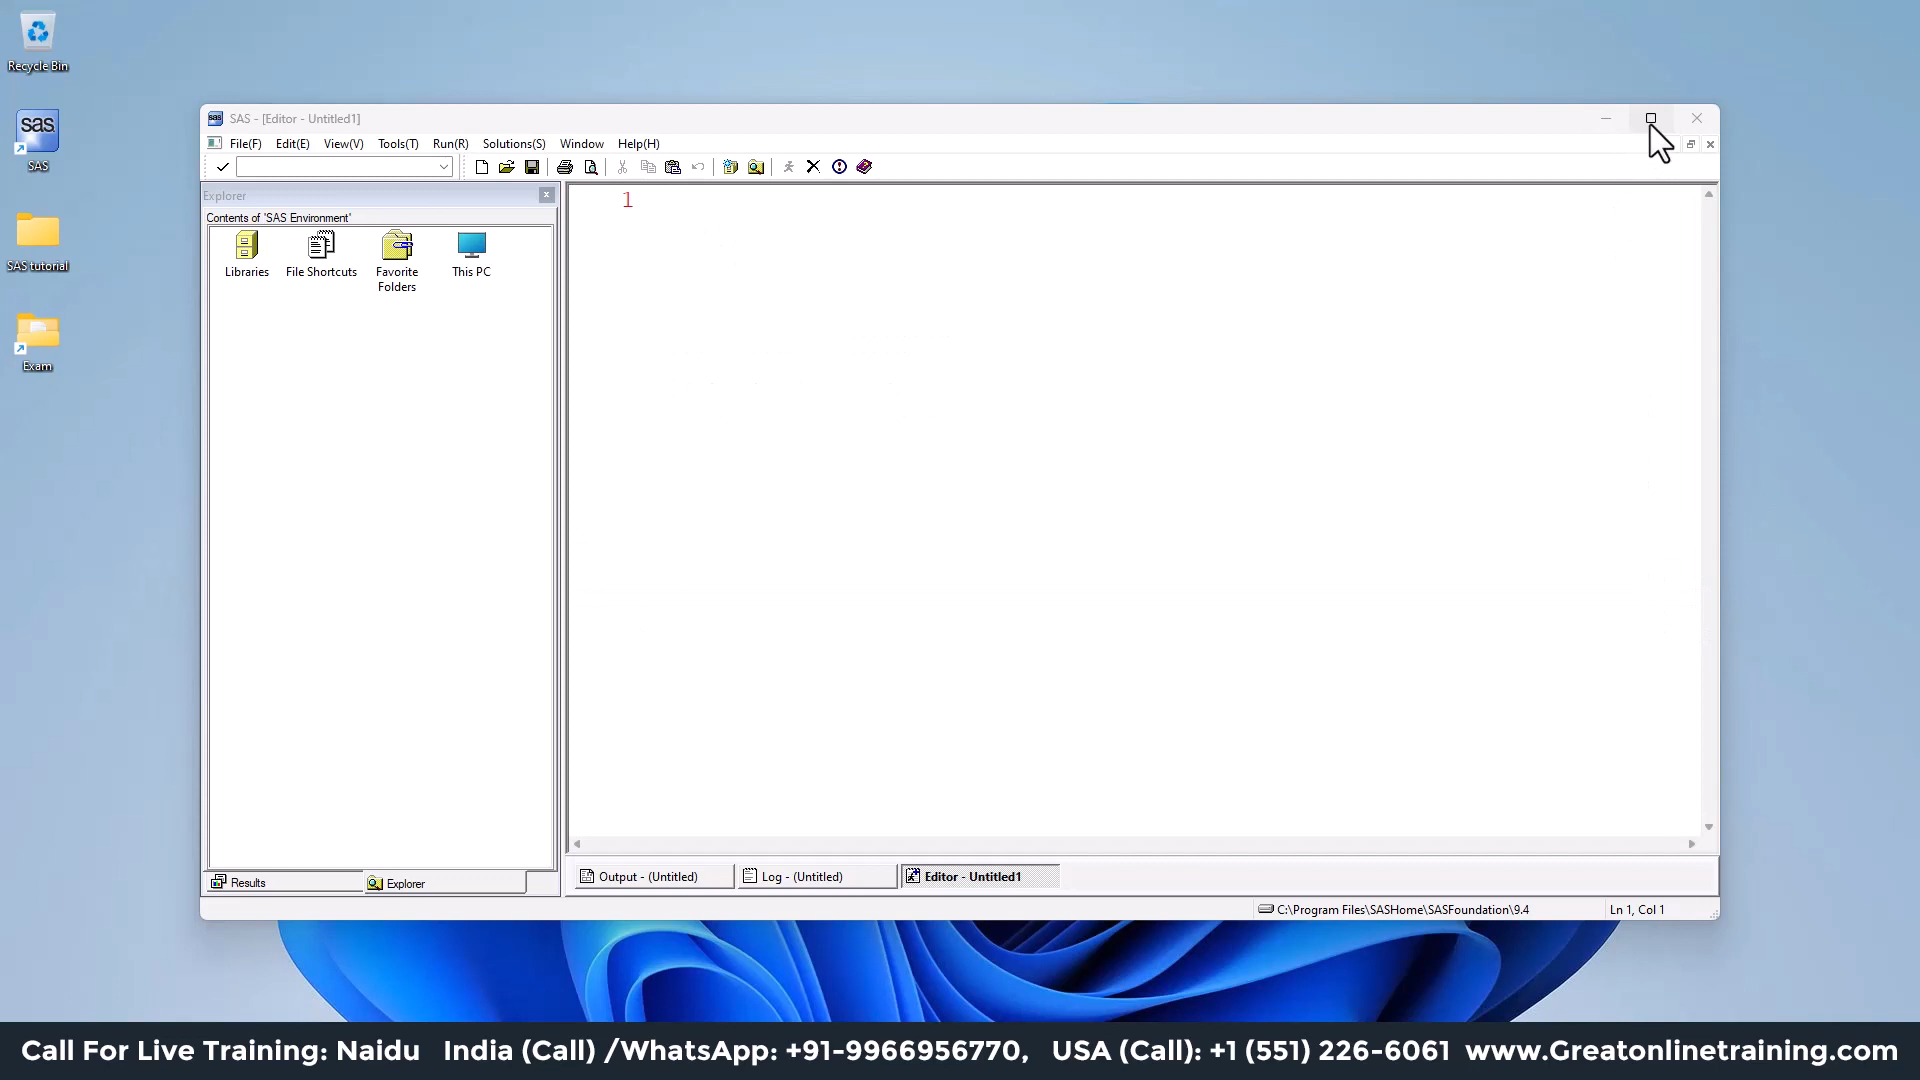 Recycle Bin
sas
SAS
SAS tutorial
Exam
sas SAS - [Editor - Untitled1]
File(F) Edit(E) View(V) Tools(T) Run(R) Solutions(S) Window Help(H)
Explorer
Contents of 'SAS Environment'
Libraries File Shortcuts Favorite Folders This PC
1
Results Explorer
Output - (Untitled) Log - (Untitled) Editor - Untitled1
C:\Program Files\SASHome\SASFoundation\9.4 Ln 1, Col 1
Call For Live Training: Naidu India (Call) /WhatsApp: +91-9966956770, USA (Call): +1 (551) 226-6061 www.Greatonlinetraining.com